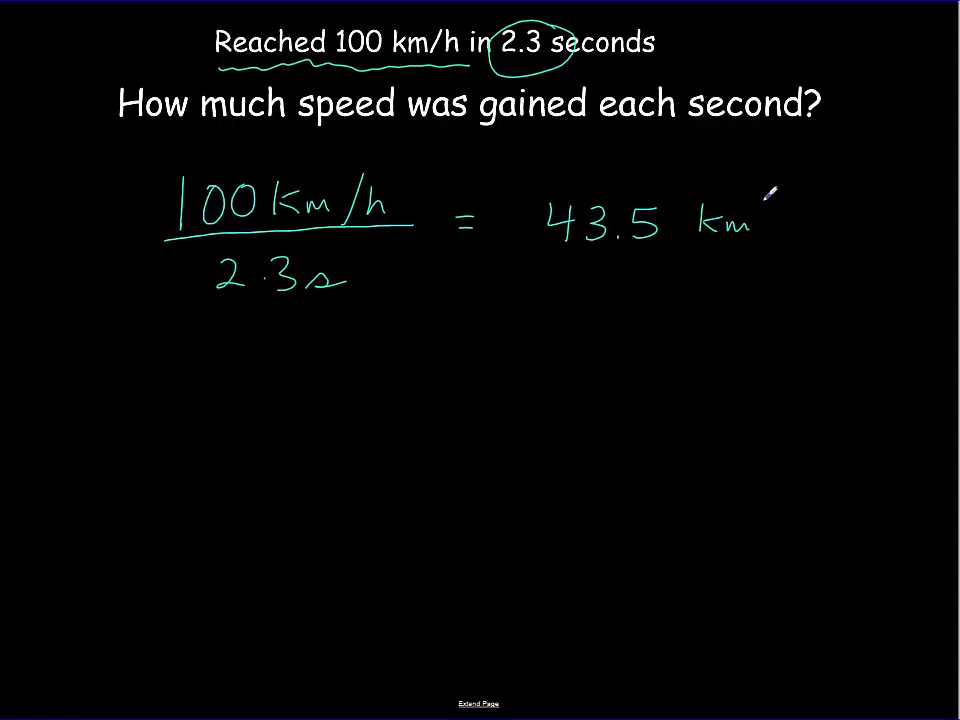 Reached 100 km/h in 2.3 seconds
How much speed was gained each second?
100 km/h
= 43.5 km
2.3 s
Extend Page